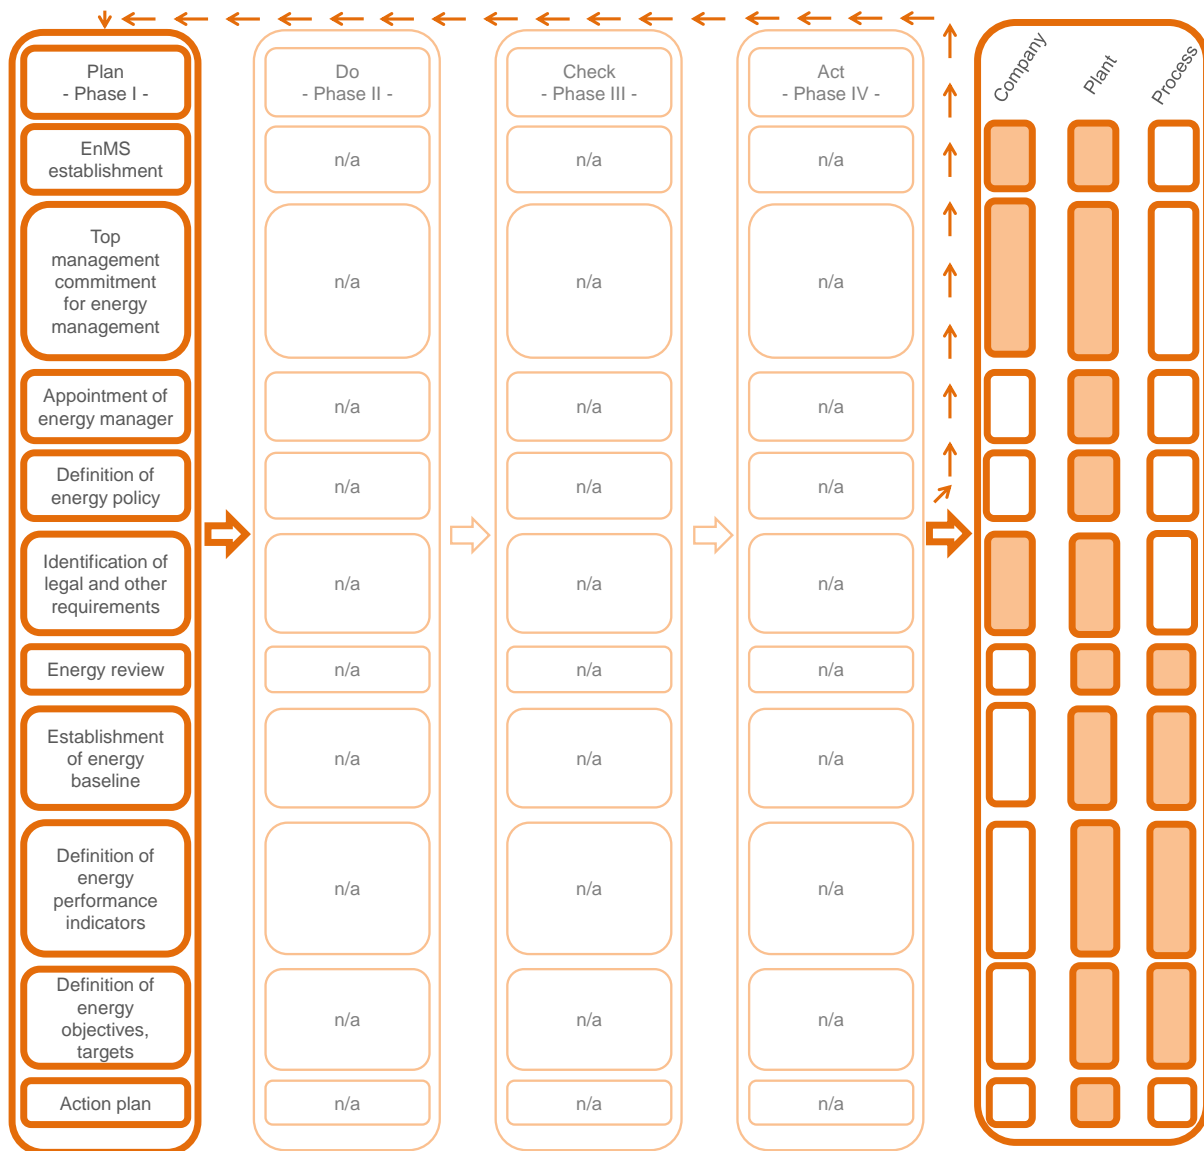 Plan
- Phase I -
Do
- Phase II -
Check
- Phase III -
Act
- Phase IV -
Company
Plant
Process
EnMS
establishment
n/a
n/a
n/a
Top
management
commitment
for energy
management
n/a
n/a
n/a
Appointment of
energy manager
n/a
n/a
n/a
Definition of
energy policy
n/a
n/a
n/a
Identification of
legal and other
requirements
n/a
n/a
n/a
Energy review
n/a
n/a
n/a
Establishment
of energy
baseline
n/a
n/a
n/a
Definition of
energy
performance
indicators
n/a
n/a
n/a
Definition of
energy
objectives,
targets
n/a
n/a
n/a
Action plan
n/a
n/a
n/a